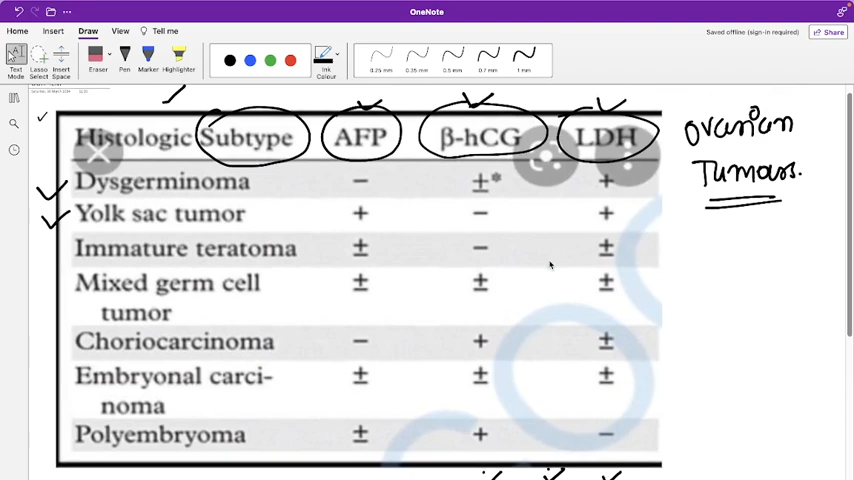 OneNote
Home Insert Draw View Tell me
Saved offline (sign-in required) Share
Text Mode Lasso Select Insert Space Eraser Pen Marker Highlighter Ink Colour 0.25 mm 0.35 mm 0.5 mm 0.7 mm 1 mm
Histologic Subtype AFP β-hCG LDH
Dysgerminoma − ±* +
Yolk sac tumor + − +
Immature teratoma ± − ±
Mixed germ cell ± ± ±
tumor
Choriocarcinoma − + ±
Embryonal carci- ± ± ±
noma
Polyembryoma ± + −
Ovarian
Tumors.